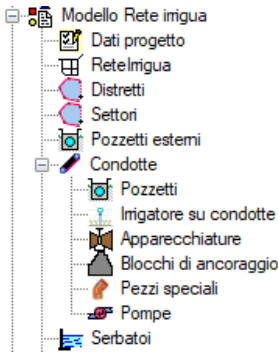 Modello Rete irrigua
Dati progetto
ReteIrrigua
Distretti
Settori
Pozzetti esterni
Condotte
Pozzetti
Irrigatore su condotte
Apparecchiature
Blocchi di ancoraggio
Pezzi speciali
Pompe
Serbatoi